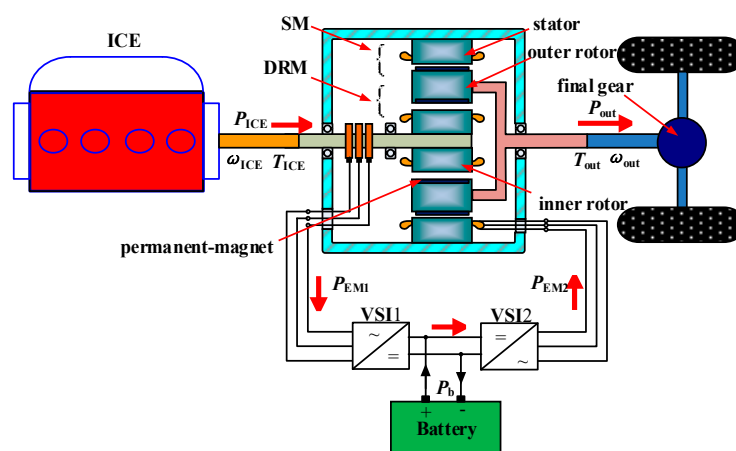 ICE
SM
stator
outer rotor
DRM
final gear
P_ICE
P_out
ω_ICE
T_ICE
T_out
ω_out
inner rotor
permanent-magnet
P_EM1
P_EM2
VSI1
VSI2
~
=
=
~
P_b
+
-
Battery